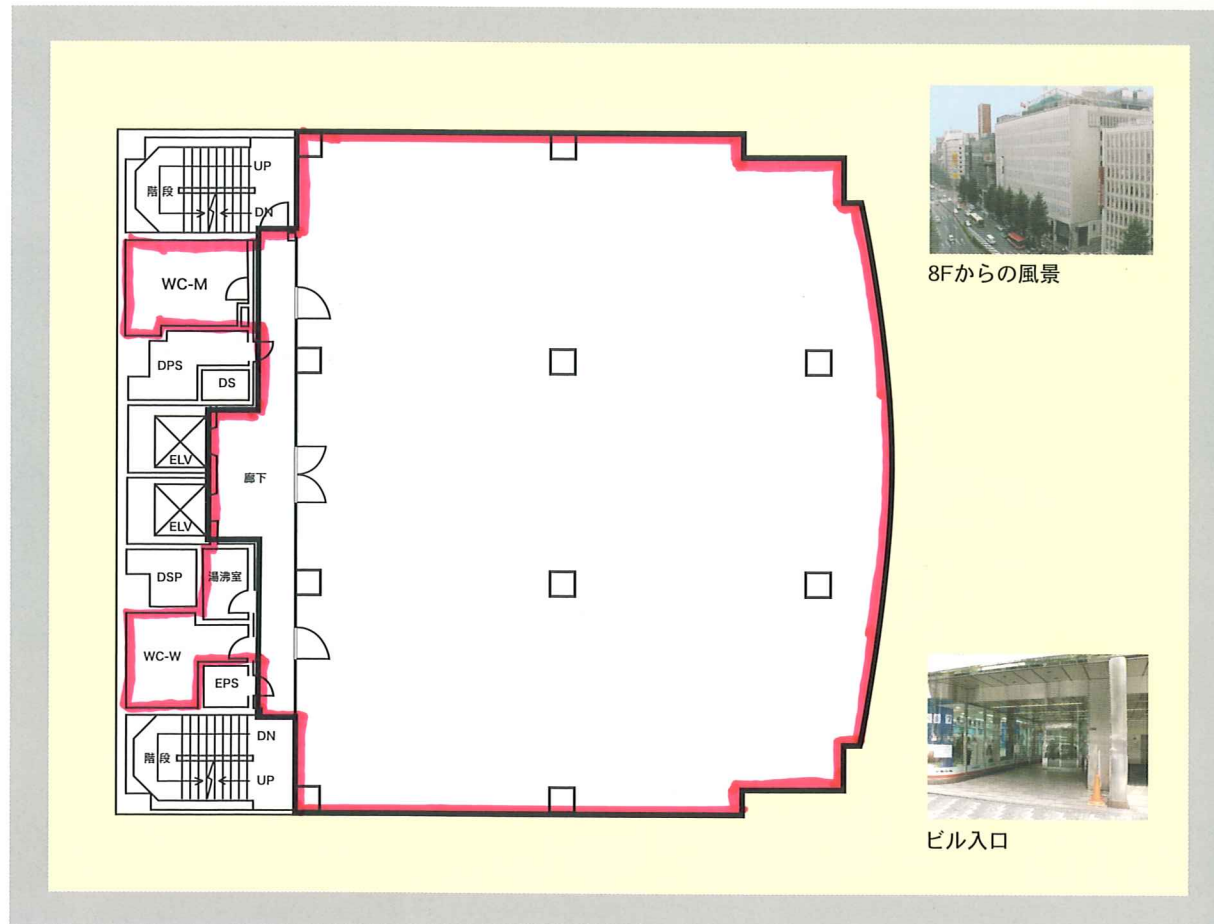 UP
階段
DN
WC-M
DPS
DS
ELV
廊下
ELV
DSP
湯沸室
WC-W
EPS
DN
階段
UP
8Fからの風景
ビル入口